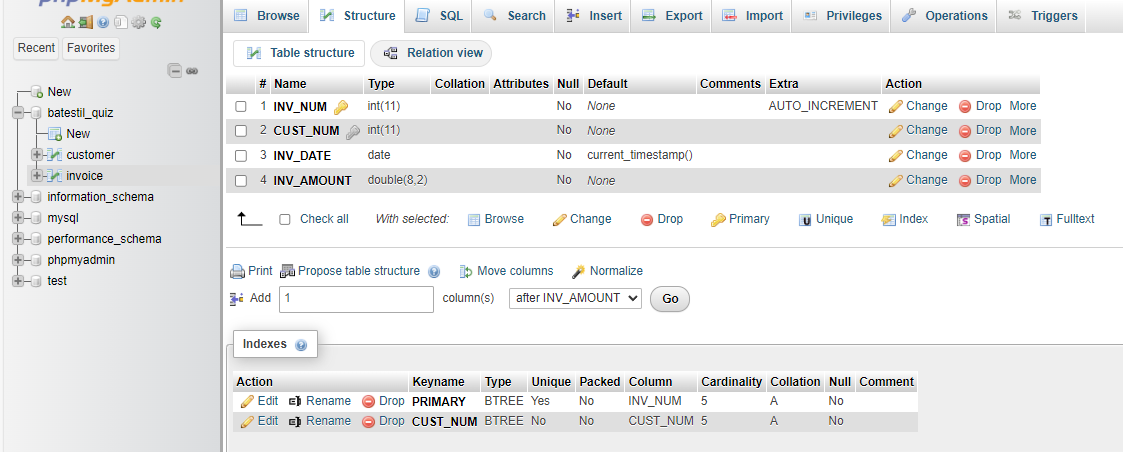 phpMyAdmin
Recent Favorites
New
batestil_quiz
New
customer
invoice
information_schema
mysql
performance_schema
phpmyadmin
test
Browse Structure SQL Search Insert Export Import Privileges Operations Triggers
Table structure Relation view
# Name Type Collation Attributes Null Default Comments Extra Action
1 INV_NUM int(11) No None AUTO_INCREMENT Change Drop More
2 CUST_NUM int(11) No None Change Drop More
3 INV_DATE date No current_timestamp() Change Drop More
4 INV_AMOUNT double(8,2) No None Change Drop More
Check all With selected: Browse Change Drop Primary Unique Index Spatial Fulltext
Print Propose table structure Move columns Normalize
Add 1 column(s) after INV_AMOUNT Go
Indexes
Action Keyname Type Unique Packed Column Cardinality Collation Null Comment
Edit Rename Drop PRIMARY BTREE Yes No INV_NUM 5 A No
Edit Rename Drop CUST_NUM BTREE No No CUST_NUM 5 A No